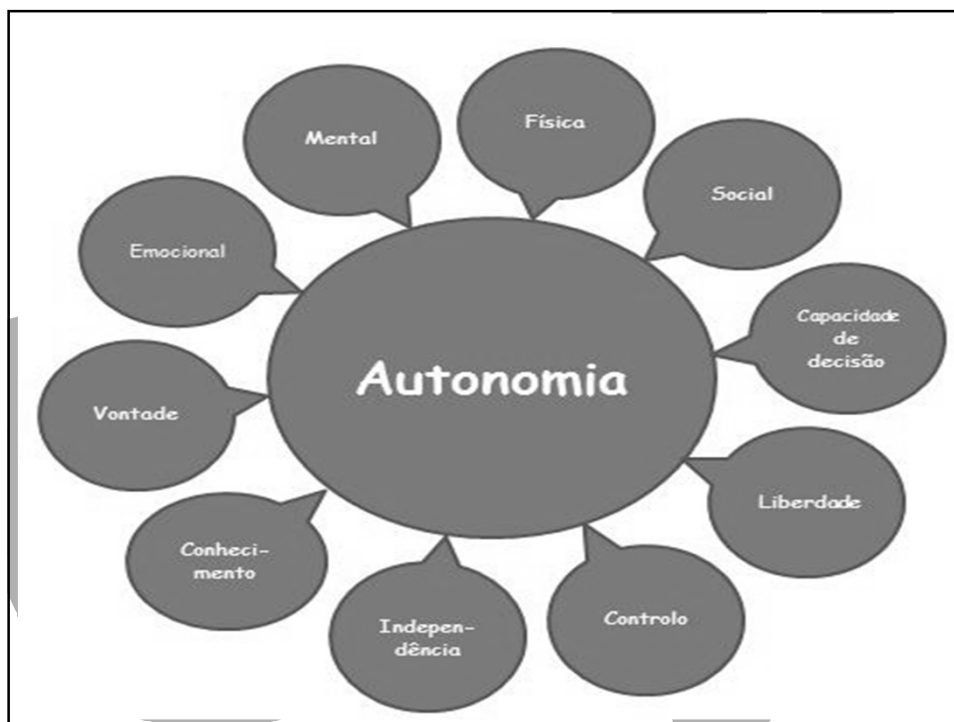 Mental
Física
Social
Emocional
Capacidade
de
decisão
Autonomia
Vontade
Liberdade
Conheci-
mento
Indepen-
dência
Controlo